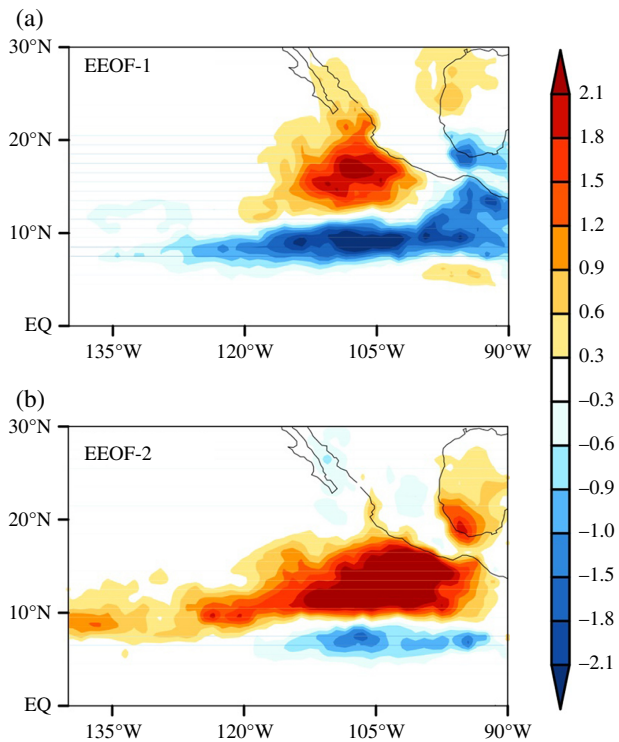 (a)
30°N
EEOF-1
20°N
10°N
EQ
135°W 120°W 105°W 90°W
(b)
30°N
EEOF-2
20°N
10°N
EQ
135°W 120°W 105°W 90°W
2.1
1.8
1.5
1.2
0.9
0.6
0.3
−0.3
−0.6
−0.9
−1.0
−1.5
−1.8
−2.1